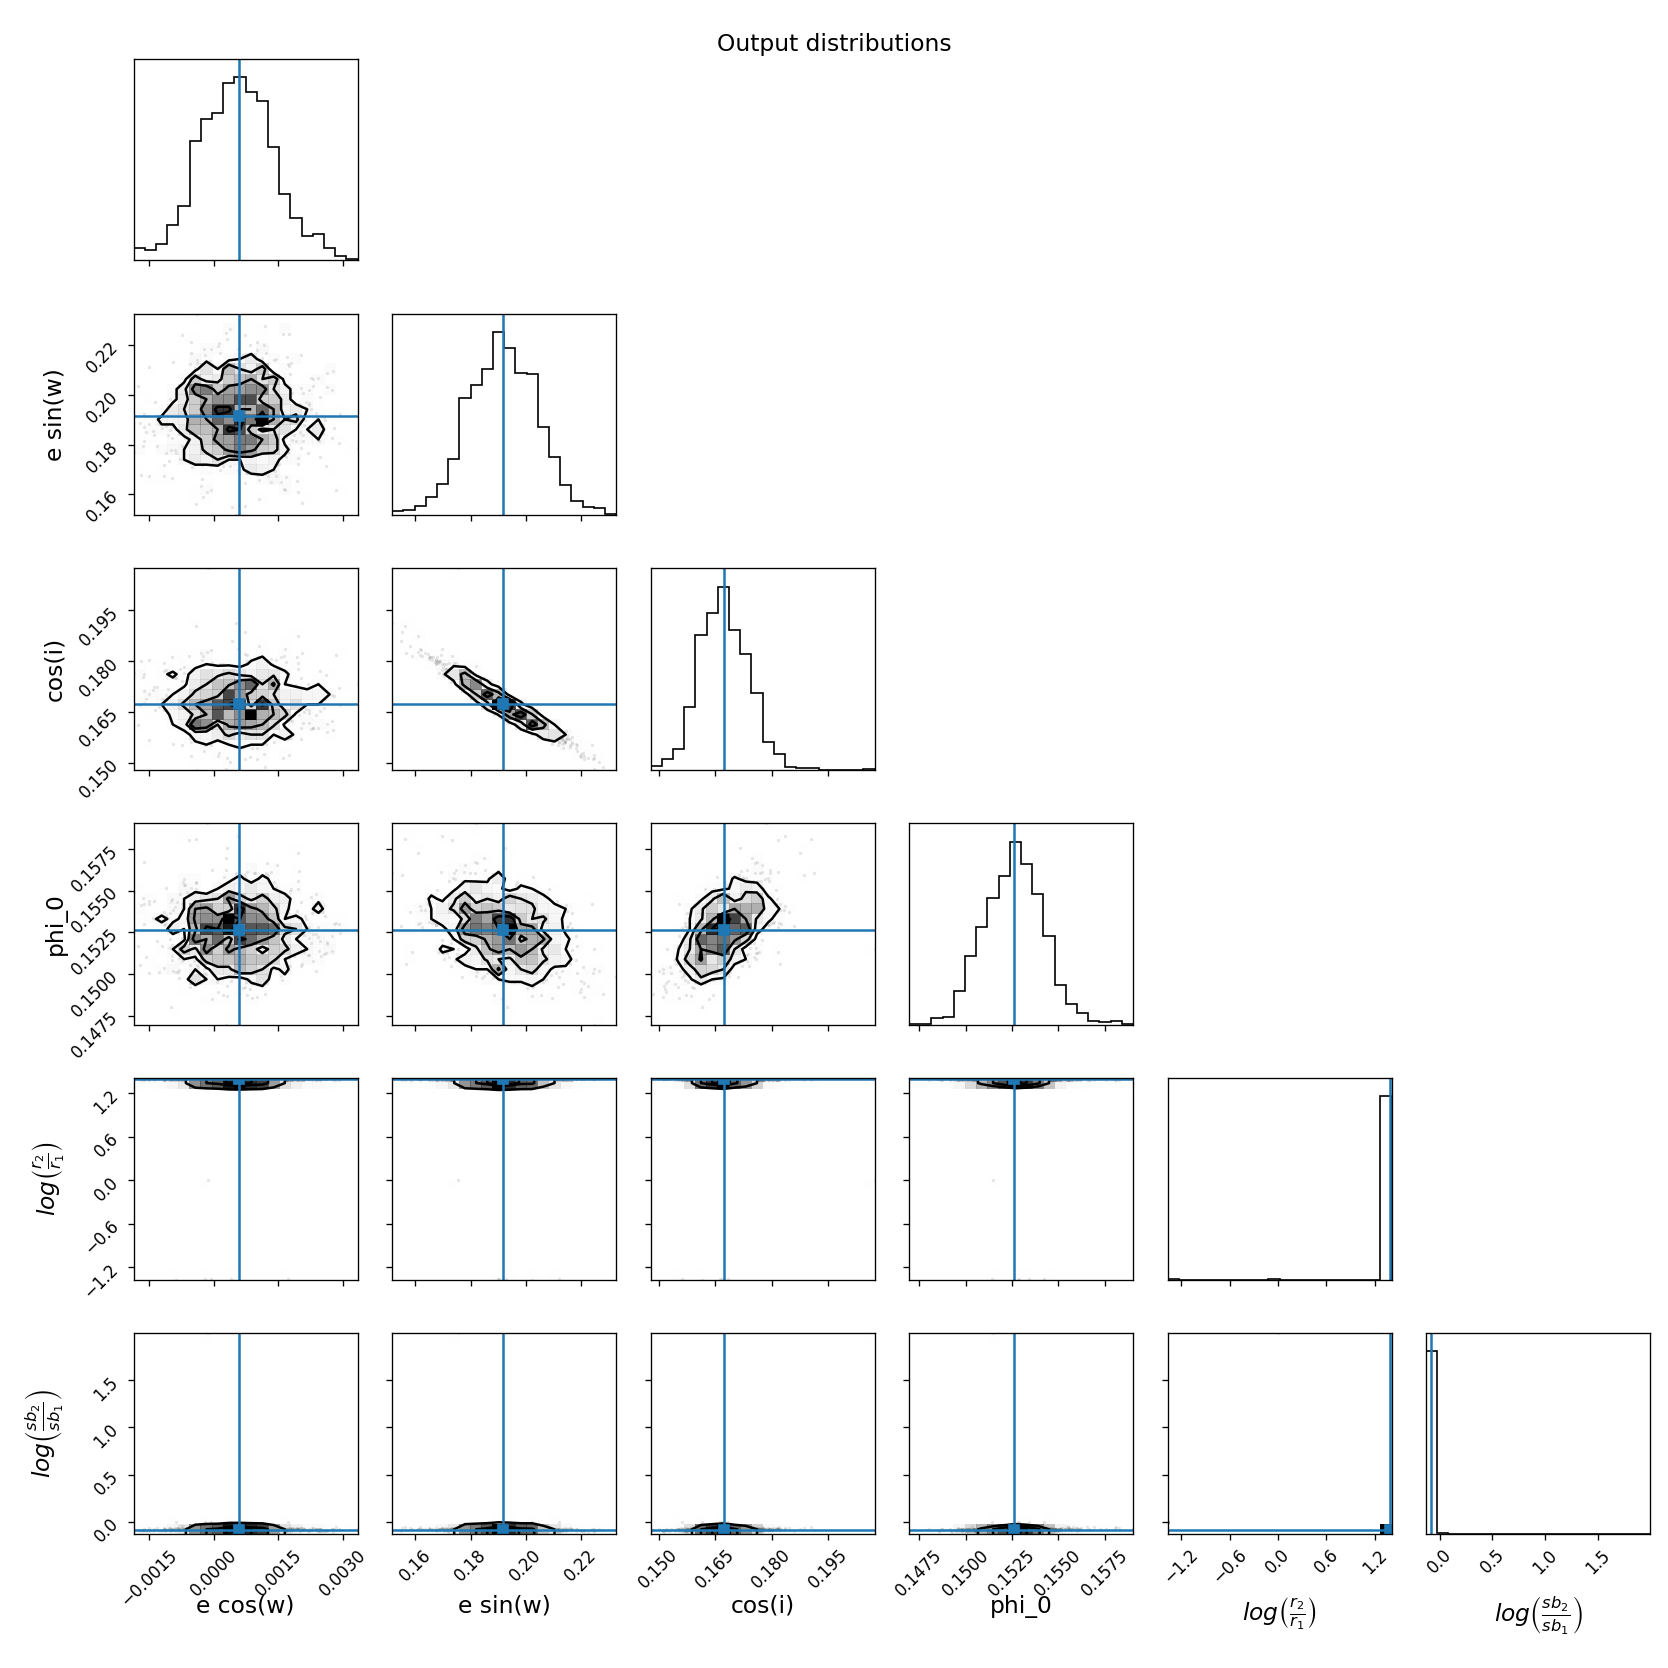 Output distributions
e sin(w)
0.22
0.20
0.18
0.16
cos(i)
0.195
0.180
0.165
0.150
phi_0
0.1575
0.1550
0.1525
0.1500
0.1475
log(r₂/r₁)
1.2
0.6
0.0
−0.6
−1.2
log(sb₂/sb₁)
1.5
1.0
0.5
0.0
−0.0015 0.0000 0.0015 0.0030
0.16 0.18 0.20 0.22
0.150 0.165 0.180 0.195
0.1475 0.1500 0.1525 0.1550 0.1575
−1.2 −0.6 0.0 0.6 1.2
0.0 0.5 1.0 1.5
e cos(w)
e sin(w)
cos(i)
phi_0
log(r₂/r₁)
log(sb₂/sb₁)